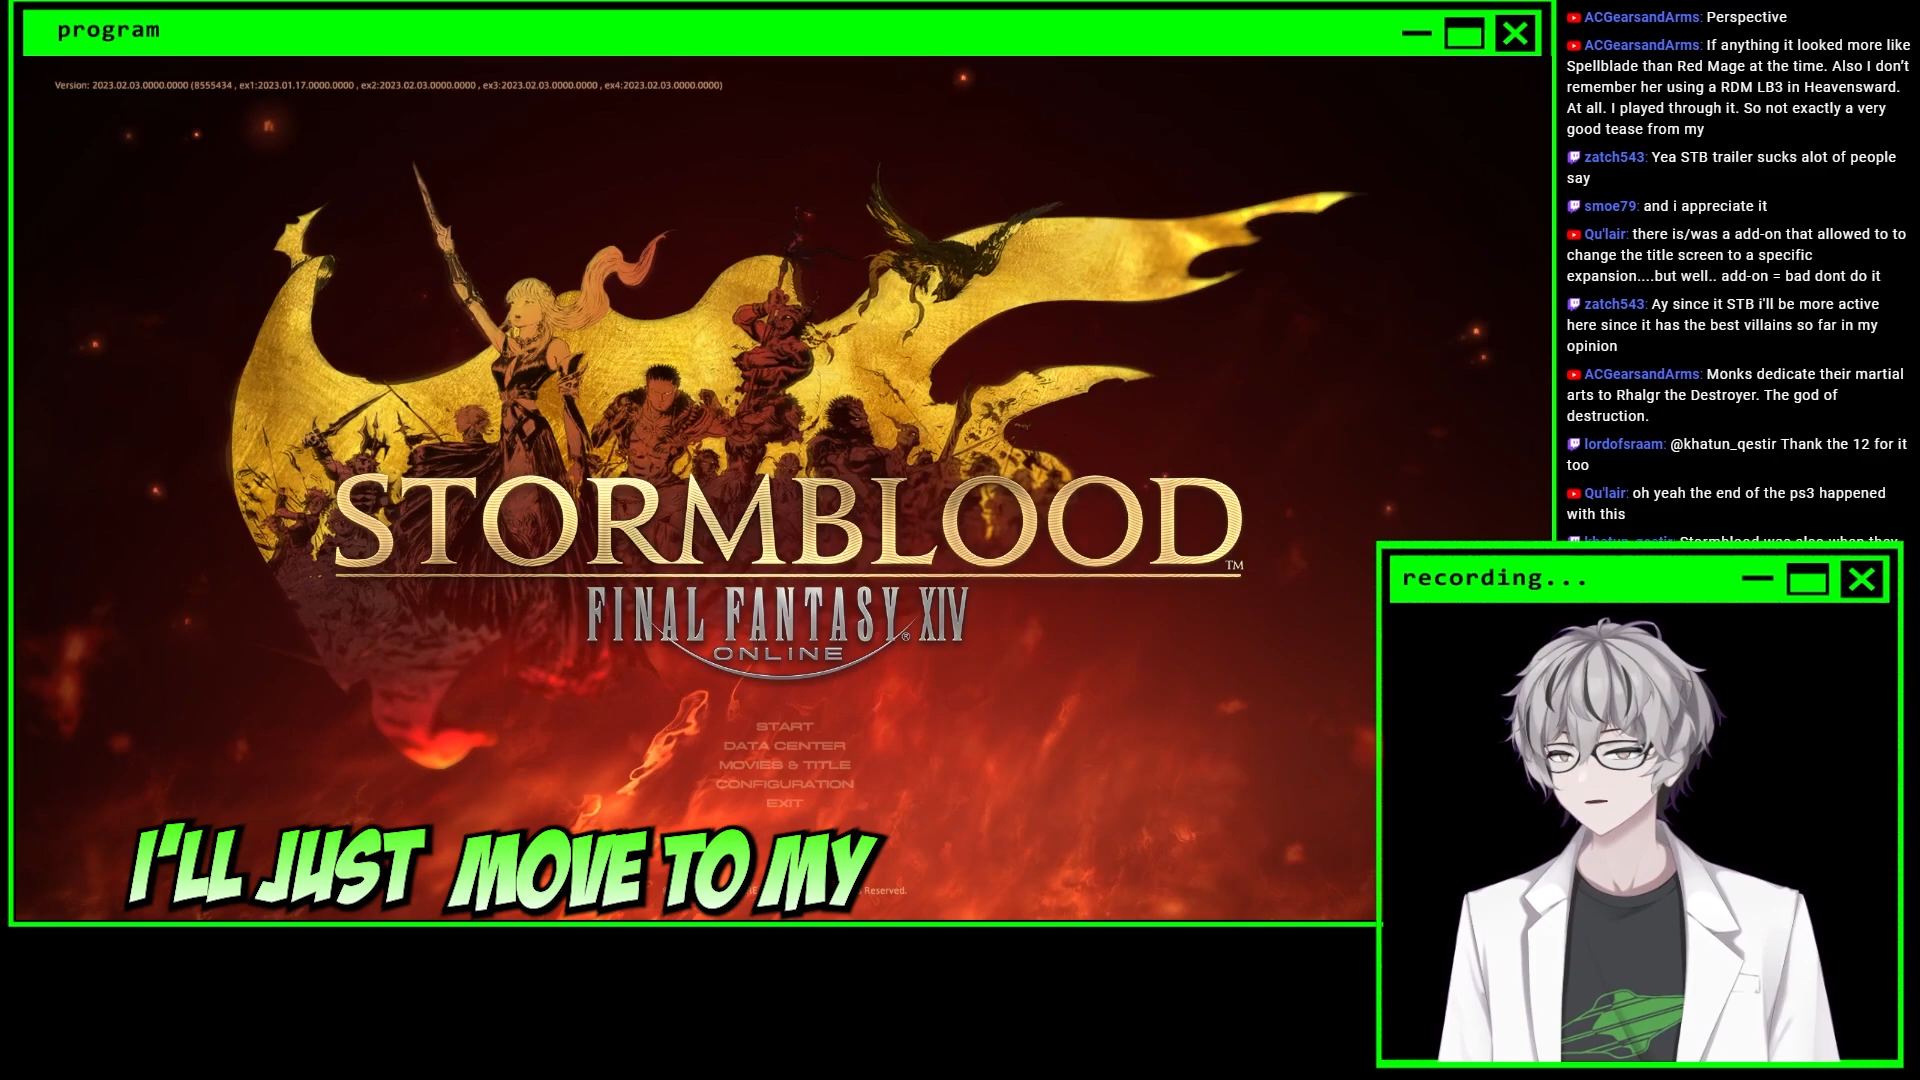 program
Version: 2023.02.03.0000.0000 (8555434 , ex1:2023.01.17.0000.0000 , ex2:2023.02.03.0000.0000 , ex3:2023.02.03.0000.0000 , ex4:2023.02.03.0000.0000)
STORMBLOOD™
FINAL FANTASY® XIV
ONLINE
START
DATA CENTER
MOVIES & TITLE
CONFIGURATION
EXIT
Reserved.
I'LL JUST MOVE TO MY
ACGearsandArms: Perspective
ACGearsandArms: If anything it looked more like
Spellblade than Red Mage at the time. Also I don't
remember her using a RDM LB3 in Heavensward.
At all. I played through it. So not exactly a very
good tease from my
zatch543: Yea STB trailer sucks alot of people
say
smoe79: and i appreciate it
Qu'lair: there is/was a add-on that allowed to to
change the title screen to a specific
expansion....but well.. add-on = bad dont do it
zatch543: Ay since it STB i'll be more active
here since it has the best villains so far in my
opinion
ACGearsandArms: Monks dedicate their martial
arts to Rhalgr the Destroyer. The god of
destruction.
lordofsraam: @khatun_qestir Thank the 12 for it
too
Qu'lair: oh yeah the end of the ps3 happened
with this
khatun_qestir: Stormblood was also when they
recording...